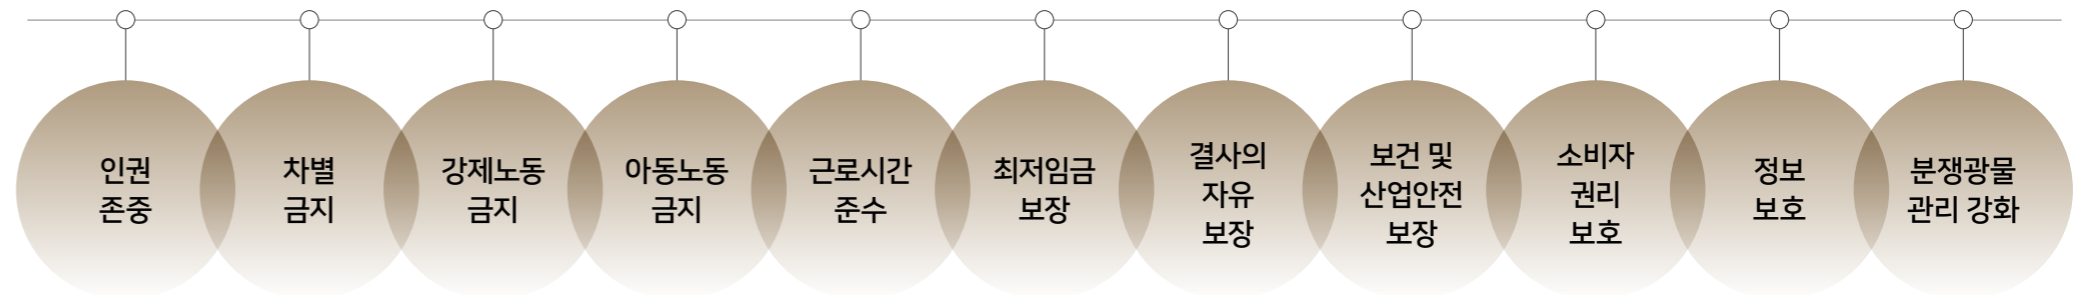 인권
존중
차별
금지
강제노동
금지
아동노동
금지
근로시간
준수
최저임금
보장
결사의
자유
보장
보건 및
산업안전
보장
소비자
권리
보호
정보
보호
분쟁광물
관리 강화